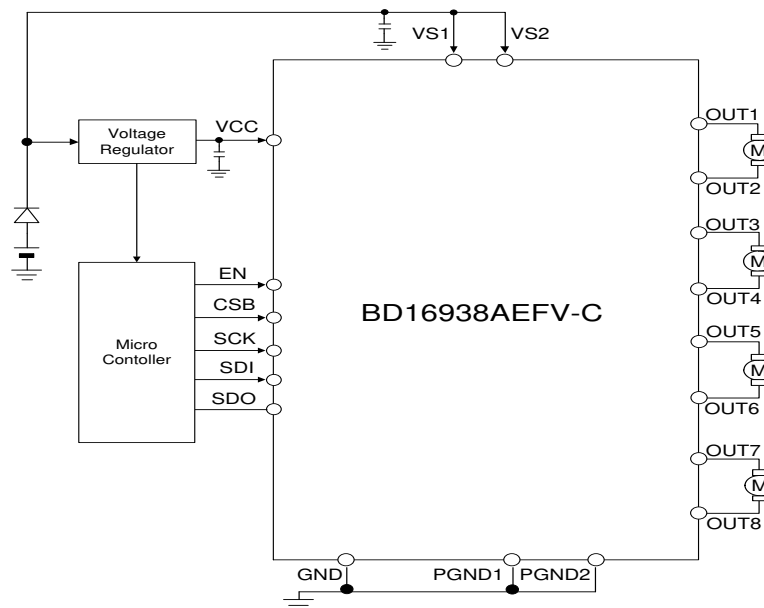 VS1 VS2
OUT1
Voltage
Regulator
VCC
M
OUT2
OUT3
M
OUT4
EN
CSB
SCK
SDI
SDO
Micro
Contoller
BD16938AEFV-C
OUT5
M
OUT6
OUT7
M
OUT8
GND PGND1 PGND2